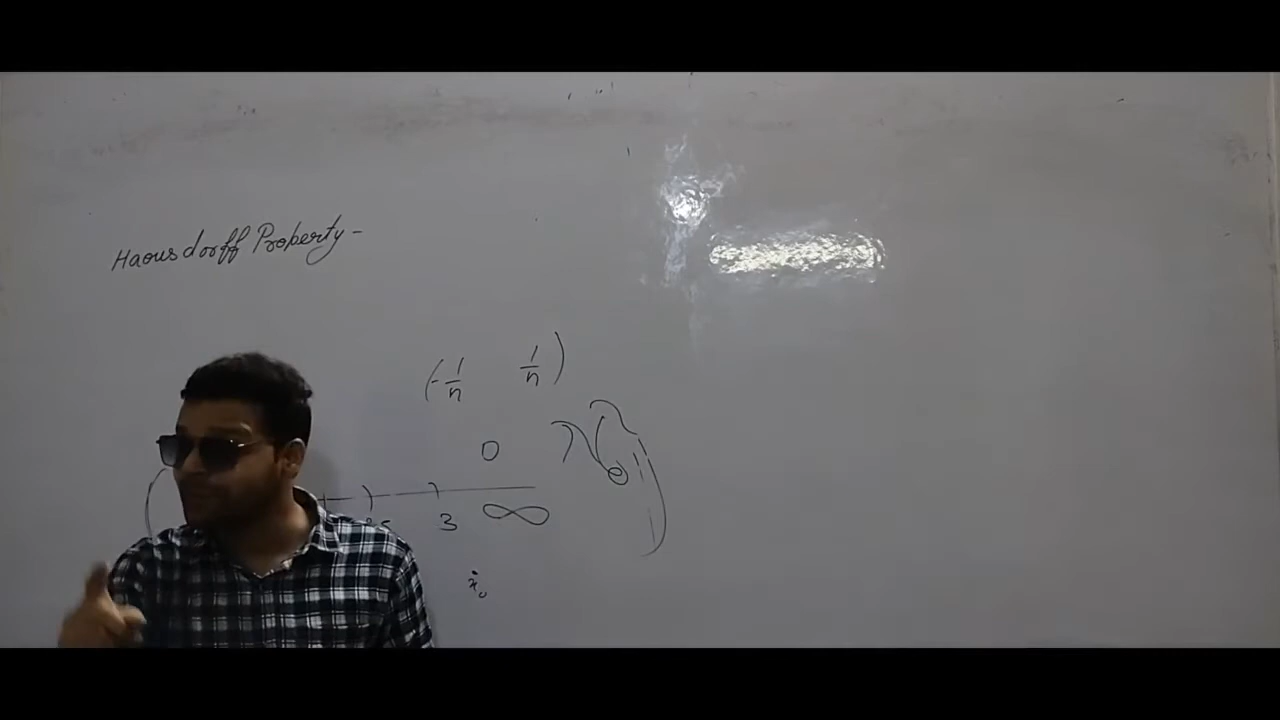 Haousdorff Property -
(-1/n 1/n)
0
3 ∞
x₀